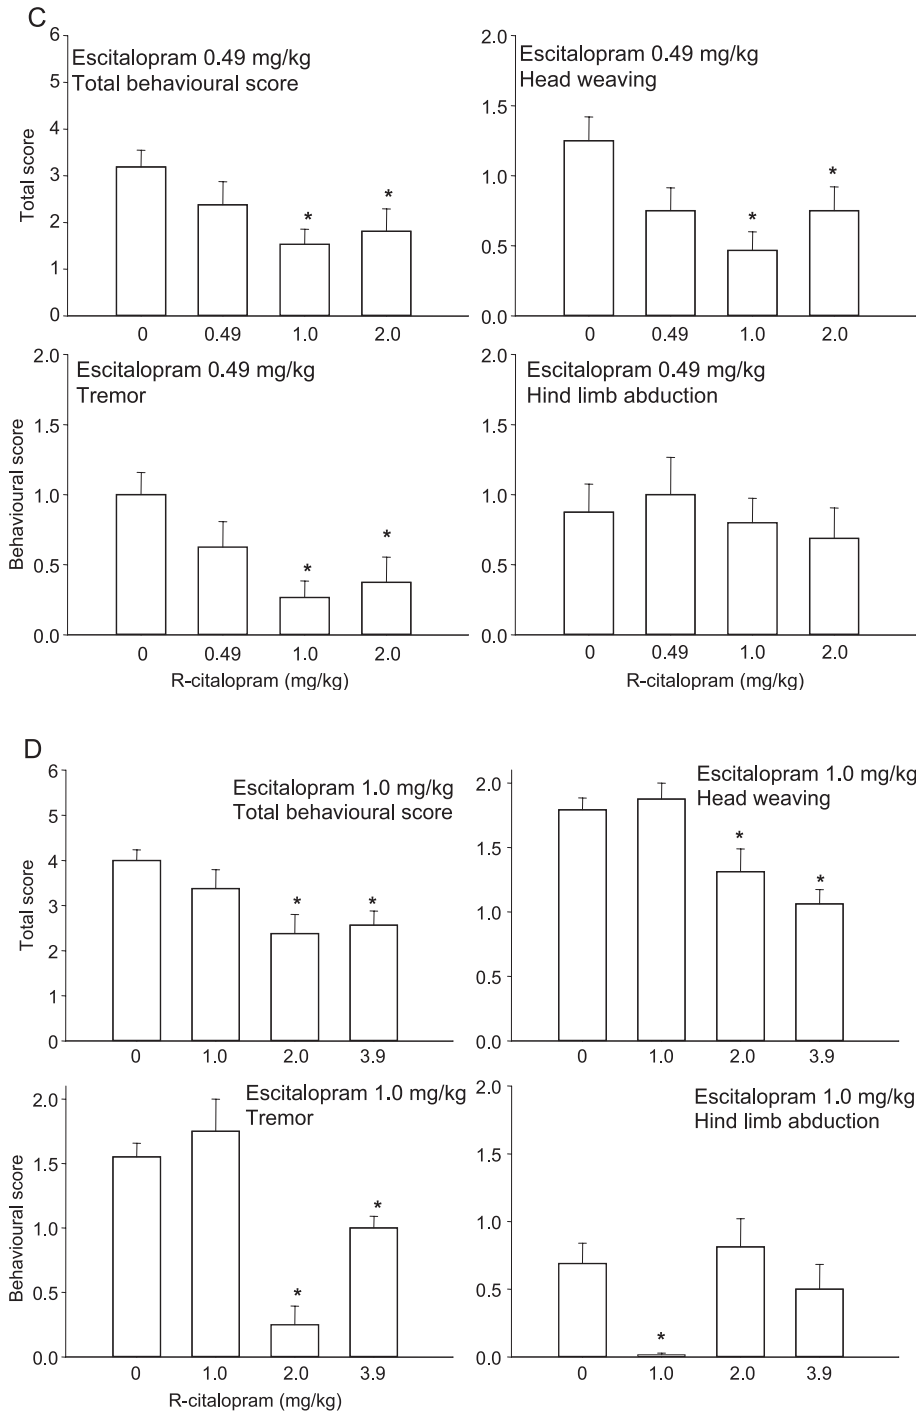 C
Escitalopram 0.49 mg/kg
Total behavioural score
Total score
6
5
4
3
2
1
0
*
*
0 0.49 1.0 2.0
Escitalopram 0.49 mg/kg
Head weaving
2.0
1.5
1.0
0.5
0.0
*
*
0 0.49 1.0 2.0
Escitalopram 0.49 mg/kg
Tremor
Behavioural score
2.0
1.5
1.0
0.5
0.0
*
*
0 0.49 1.0 2.0
R-citalopram (mg/kg)
Escitalopram 0.49 mg/kg
Hind limb abduction
2.0
1.5
1.0
0.5
0.0
0 0.49 1.0 2.0
R-citalopram (mg/kg)
D
Escitalopram 1.0 mg/kg
Total behavioural score
Total score
6
5
4
3
2
1
0
*
*
0 1.0 2.0 3.9
Escitalopram 1.0 mg/kg
Head weaving
2.0
1.5
1.0
0.5
0.0
*
*
0 1.0 2.0 3.9
Escitalopram 1.0 mg/kg
Tremor
Behavioural score
2.0
1.5
1.0
0.5
0.0
*
*
0 1.0 2.0 3.9
R-citalopram (mg/kg)
Escitalopram 1.0 mg/kg
Hind limb abduction
2.0
1.5
1.0
0.5
0.0
*
0 1.0 2.0 3.9